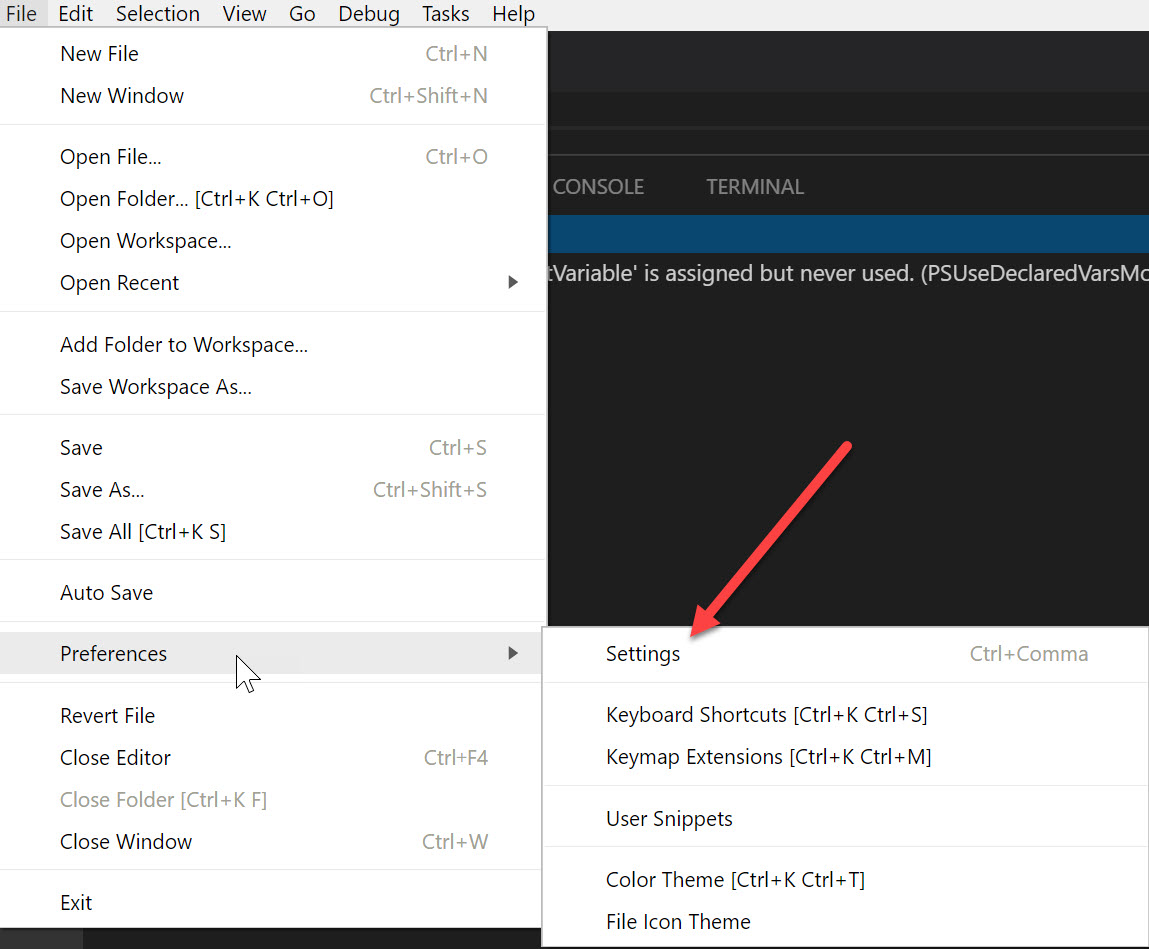 File Edit Selection View Go Debug Tasks Help
New File Ctrl+N
New Window Ctrl+Shift+N
Open File... Ctrl+O
Open Folder... [Ctrl+K Ctrl+O]
Open Workspace...
Open Recent
Add Folder to Workspace...
Save Workspace As...
Save Ctrl+S
Save As... Ctrl+Shift+S
Save All [Ctrl+K S]
Auto Save
Preferences
Revert File
Close Editor Ctrl+F4
Close Folder [Ctrl+K F]
Close Window Ctrl+W
Exit
CONSOLE TERMINAL
tVariable' is assigned but never used. (PSUseDeclaredVarsMo
Settings Ctrl+Comma
Keyboard Shortcuts [Ctrl+K Ctrl+S]
Keymap Extensions [Ctrl+K Ctrl+M]
User Snippets
Color Theme [Ctrl+K Ctrl+T]
File Icon Theme